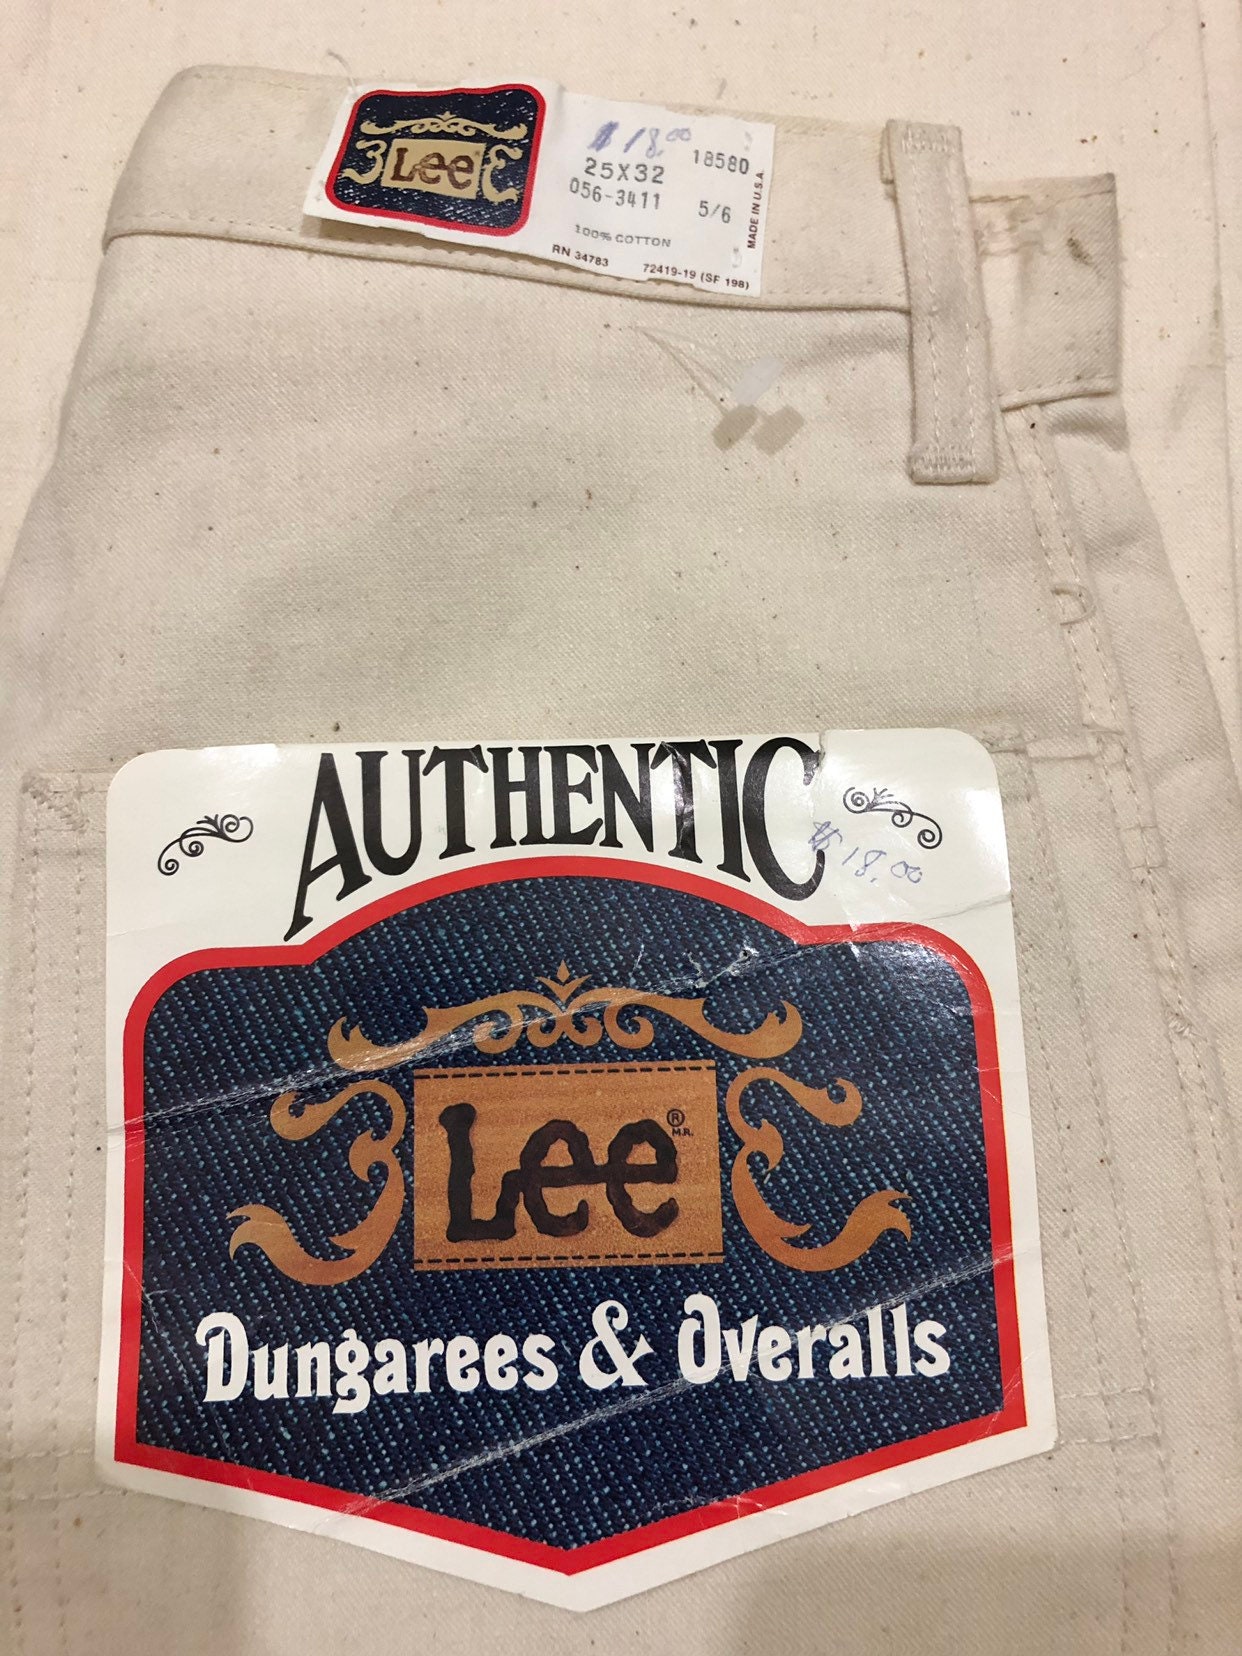 Lee
$18.00
18580
25X32
056-3411
5/6
100% COTTON
RN 34783
72419-19 (SF 198)
MADE IN U.S.A.
AUTHENTIC
$18.00
Lee ®
M.R.
Dungarees & Overalls